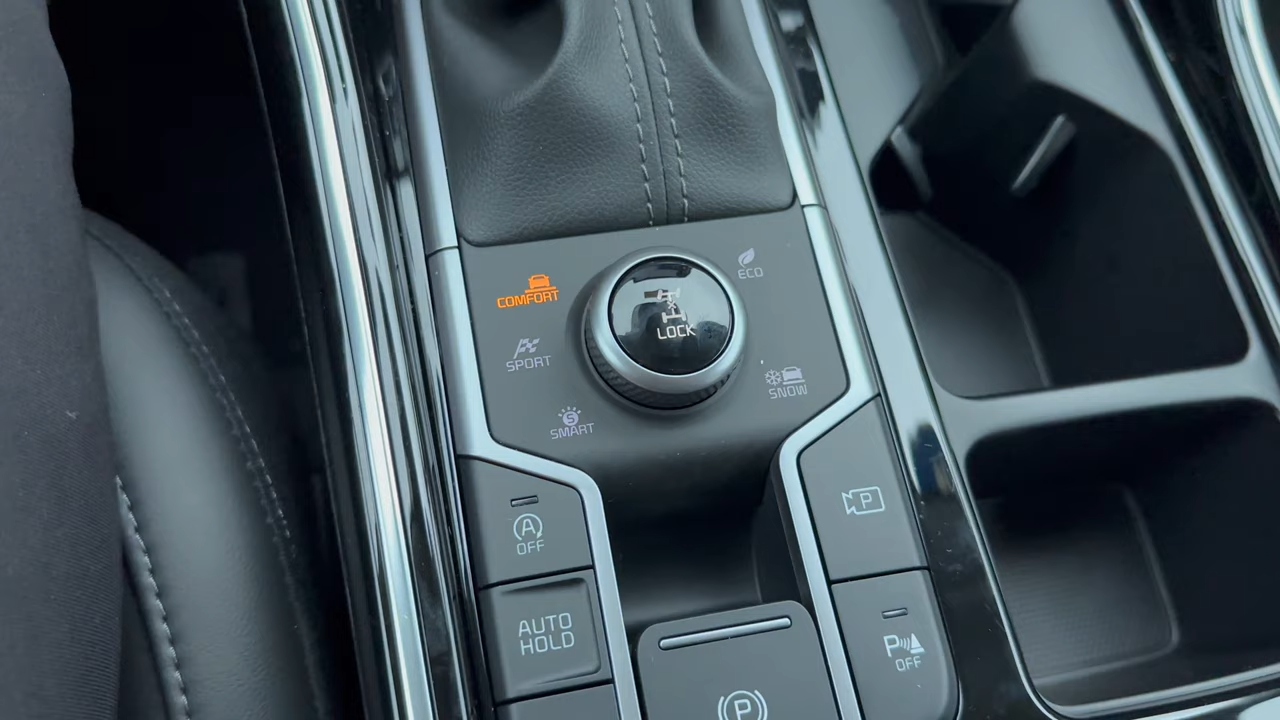 COMFORT
ECO
LOCK
SPORT
SNOW
S
SMART
P
A
OFF
AUTO
HOLD
P
OFF
P